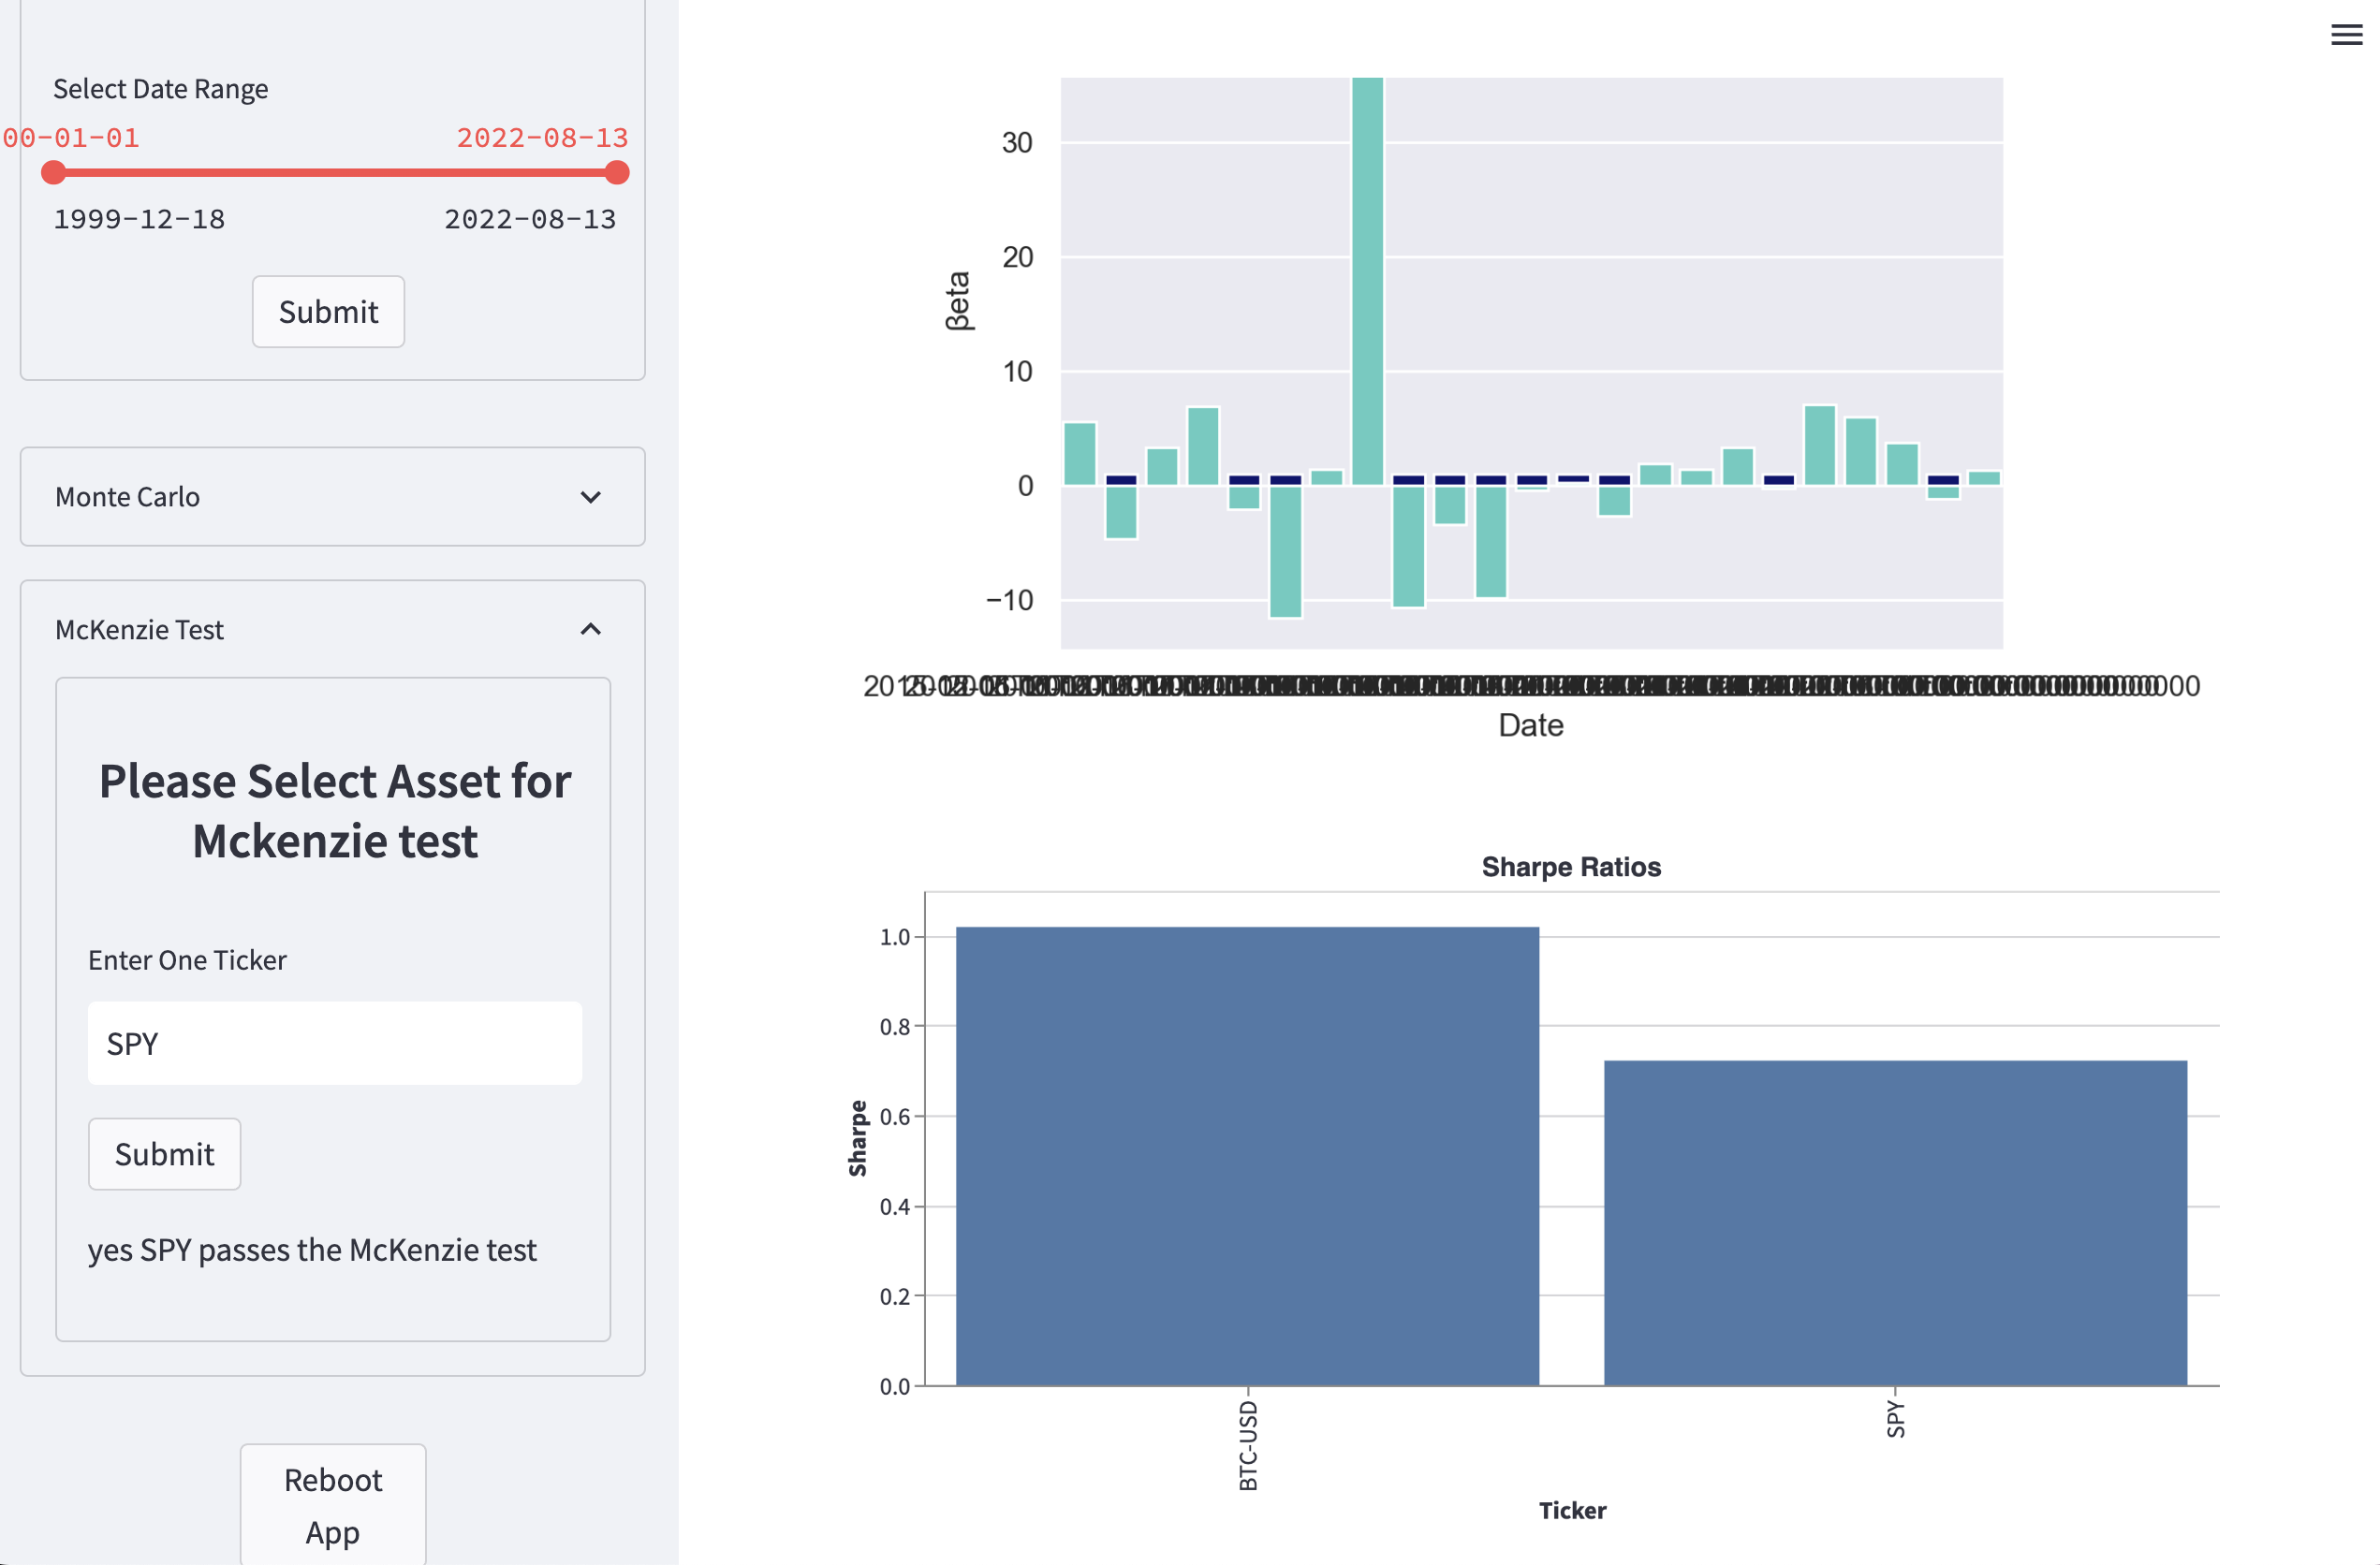 Select Date Range
00-01-01 2022-08-13
1999-12-18 2022-08-13
Submit
Monte Carlo
McKenzie Test
Please Select Asset for
Mckenzie test
Enter One Ticker
SPY
Submit
yes SPY passes the McKenzie test
Reboot
App
βeta
30
20
10
0
−10
Date
Sharpe Ratios
Sharpe
1.0
0.8
0.6
0.4
0.2
0.0
BTC-USD
SPY
Ticker